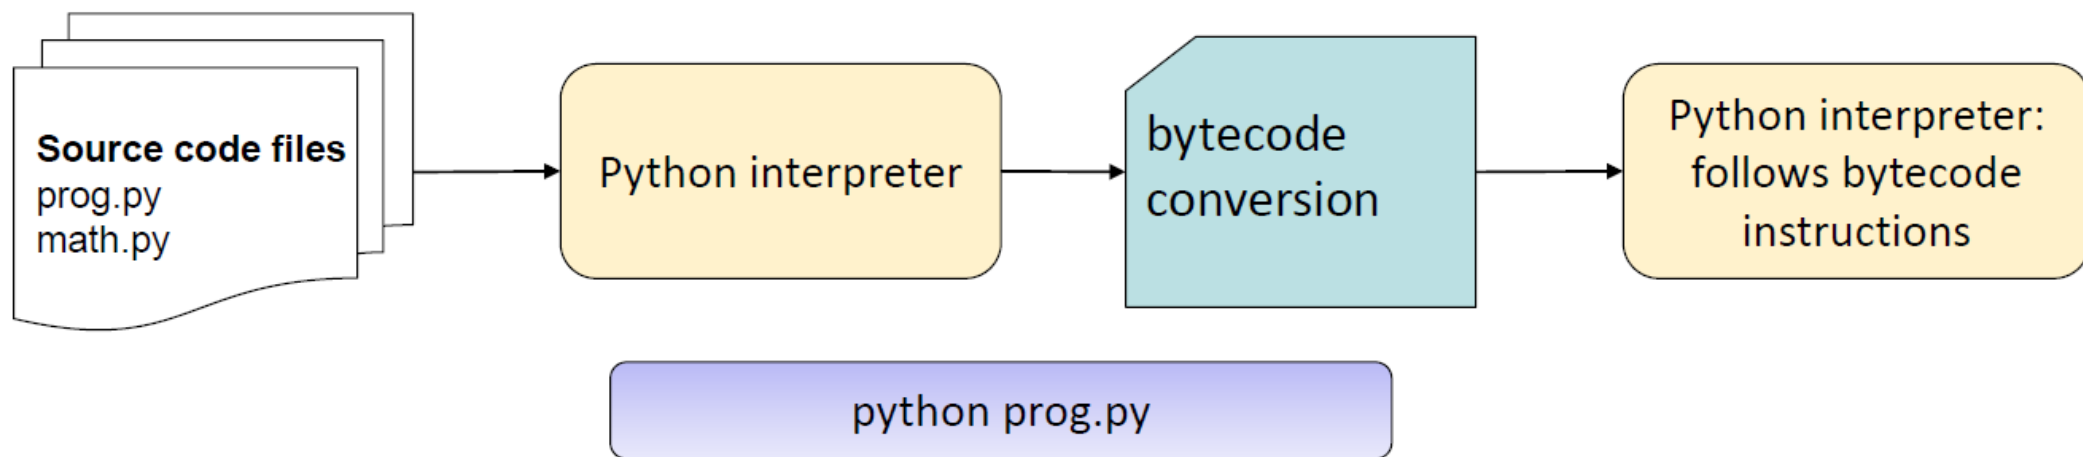 Source code files
prog.py
math.py
Python interpreter
bytecode
conversion
Python interpreter:
follows bytecode
instructions
python prog.py